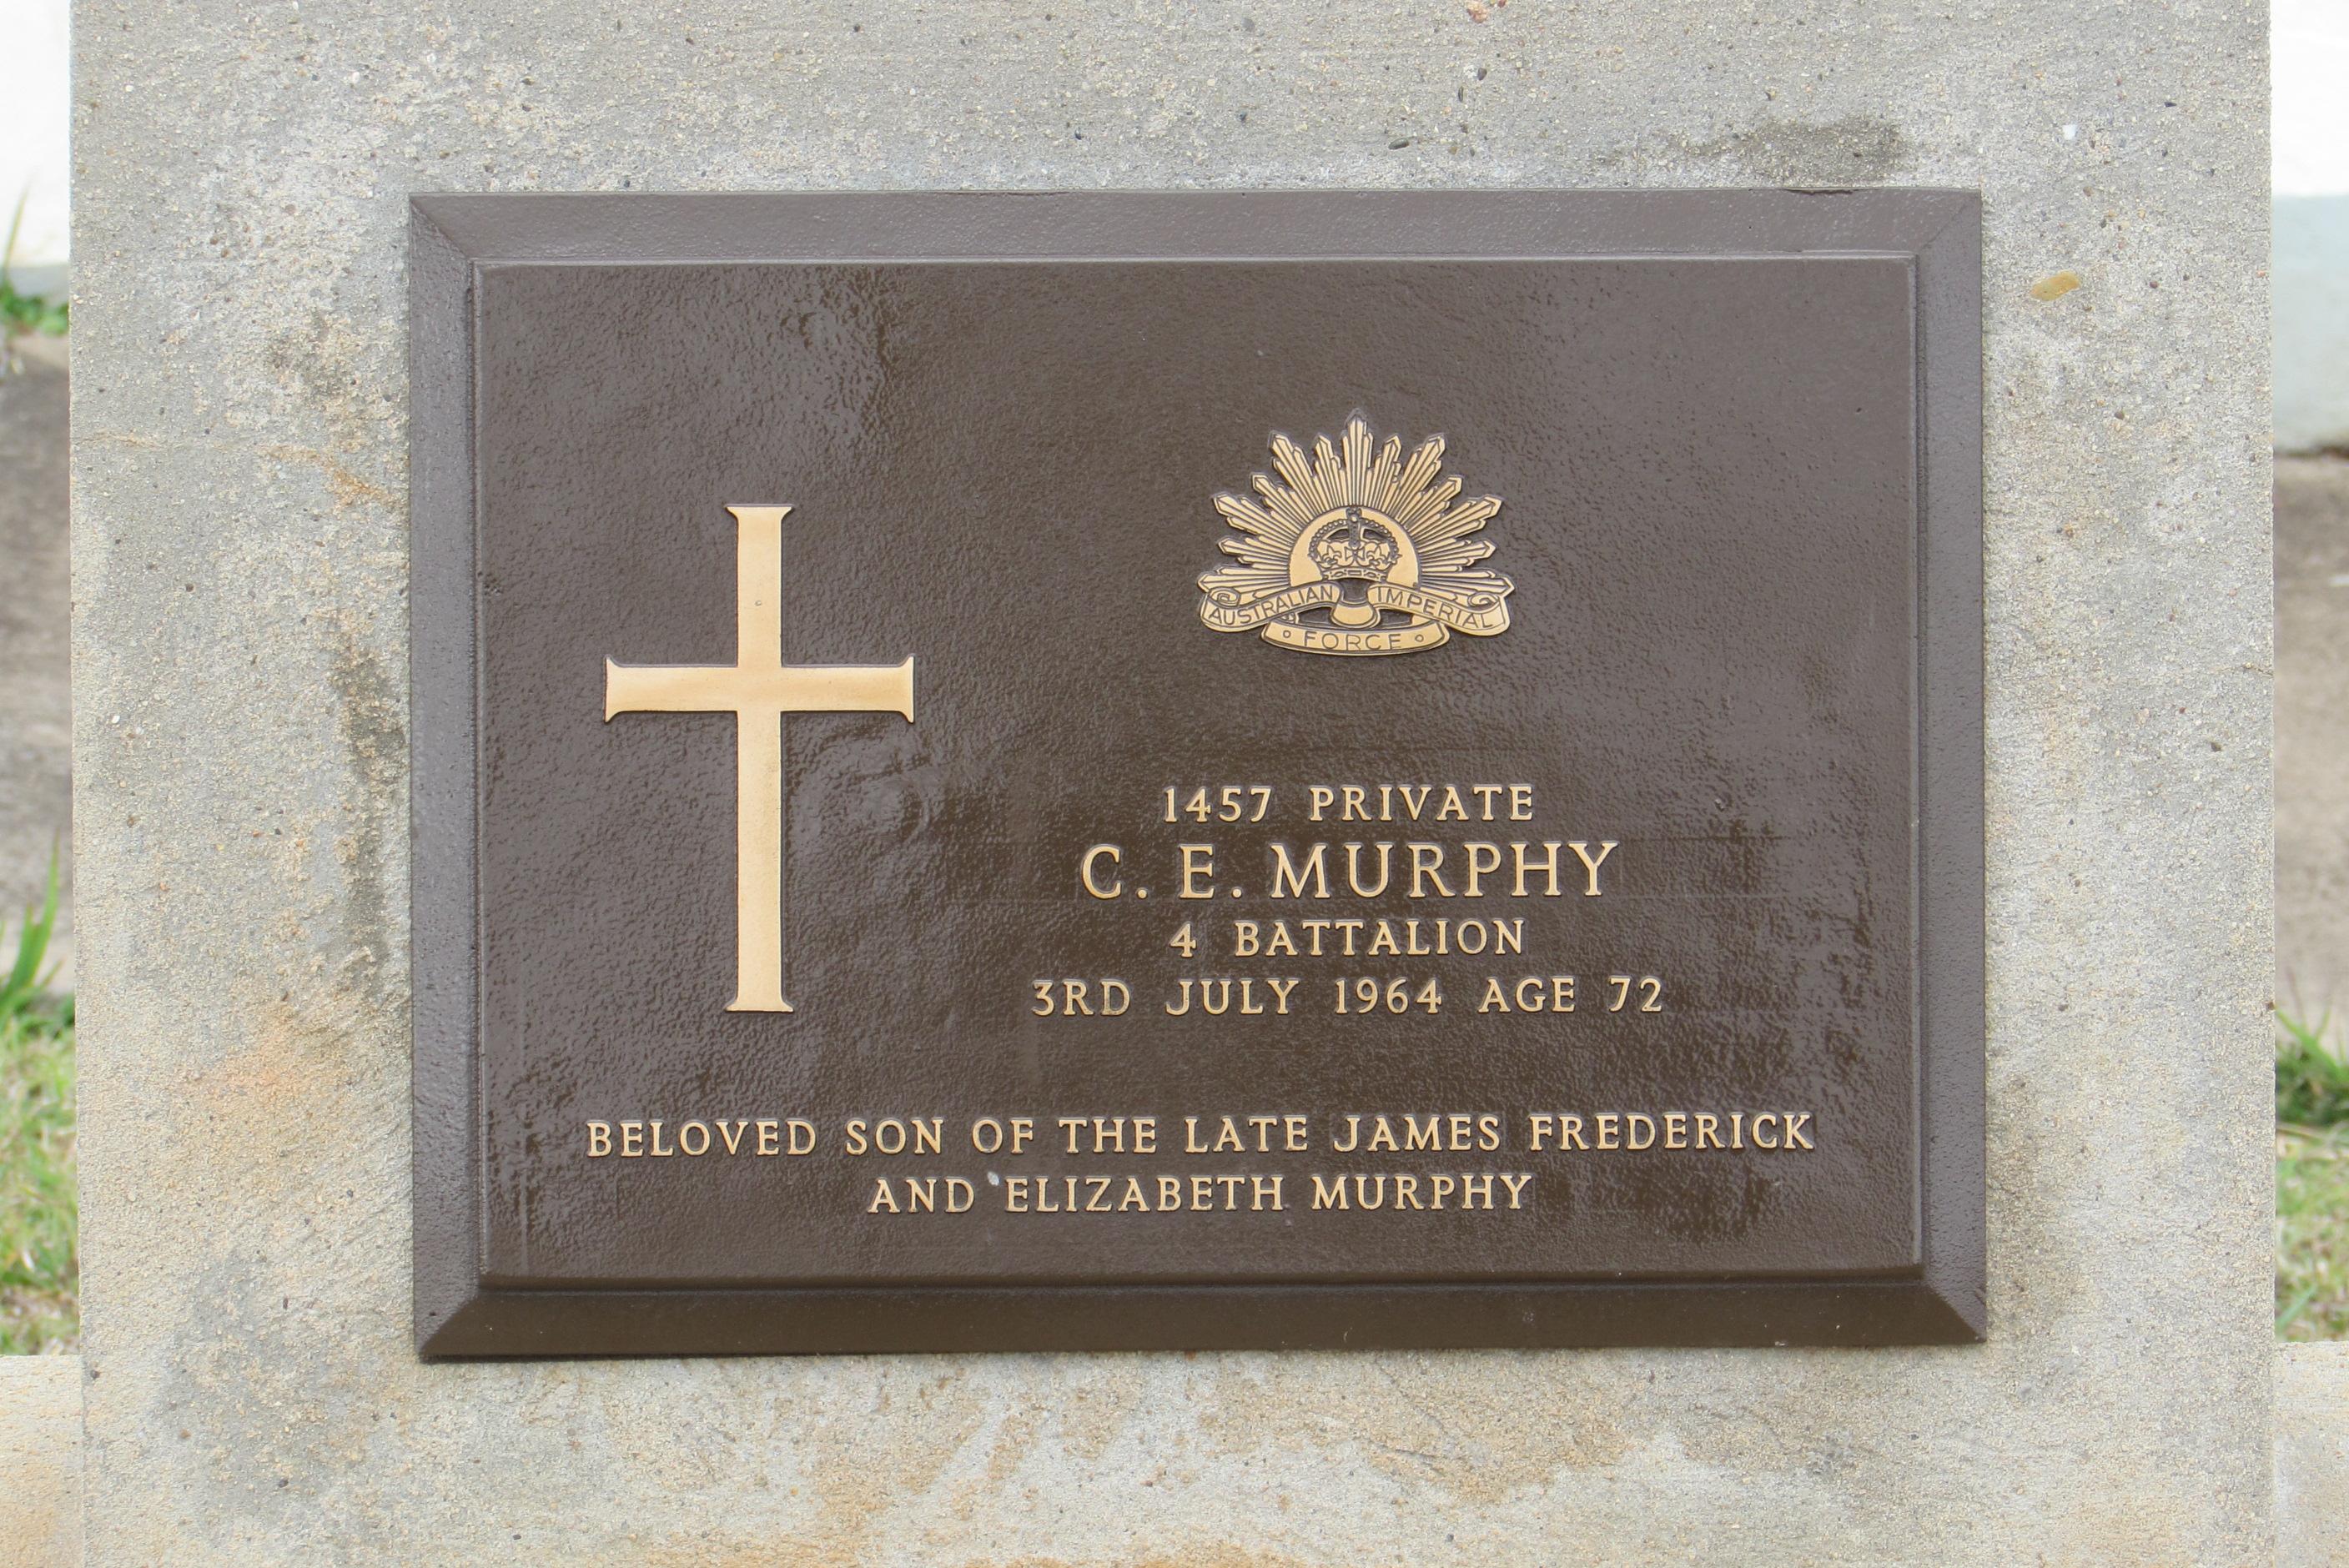 AUSTRALIAN IMPERIAL
FORCE
1457 PRIVATE
C. E. MURPHY
4 BATTALION
3RD JULY 1964 AGE 72
BELOVED SON OF THE LATE JAMES FREDERICK
AND ELIZABETH MURPHY